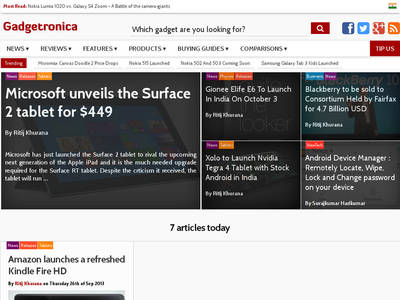 Must Read: Nokia Lumia 1020 vs. Galaxy S4 Zoom – A Battle of the camera giants
Gadgetronica
Which gadget are you looking for?
NEWS REVIEWS FEATURES PRODUCTS BUYING GUIDES COMPARISONS TIP US
Trending Micromax Canvas Doodle 2 Price Drops Nokia 515 Launched Nokia 502 And 503 Coming Soon Samsung Galaxy Tab 3 Kids Launched
News Releases Tablets
Microsoft unveils the Surface
2 tablet for $449
By Ritij Khurana
Microsoft has just launched the Surface 2 tablet to rival the upcoming
next generation of the Apple iPad and it is the much needed upgrade
required for the Surface RT tablet. Despite the criticism it received, the
tablet will run ...
News Phones Releases
Gionee Elife E6 To Launch
In India On October 3
By Ritij Khurana
Business News
Blackberry to be sold to
Consortium Held by Fairfax
for 4.7 Billion USD
By Ritij Khurana
News Releases Tablets
Xolo to Launch Nvidia
Tegra 4 Tablet with Stock
Android in India
By Ritij Khurana
NewTech
Android Device Manager :
Remotely Locate, Wipe,
Lock and Change password
on your device
By Saurajkumar Harikumar
7 articles today
News Releases Tablets
Amazon launches a refreshed
Kindle Fire HD
By Ritij Khurana on Thursday 26th of Sep 2013